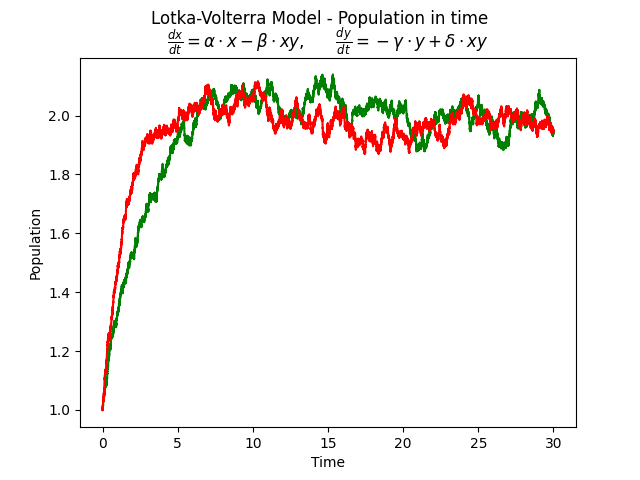 Lotka-Volterra Model - Population in time
dx/dt = α · x − β · xy, dy/dt = −γ · y + δ · xy
Population
2.0
1.8
1.6
1.4
1.2
1.0
0 5 10 15 20 25 30
Time